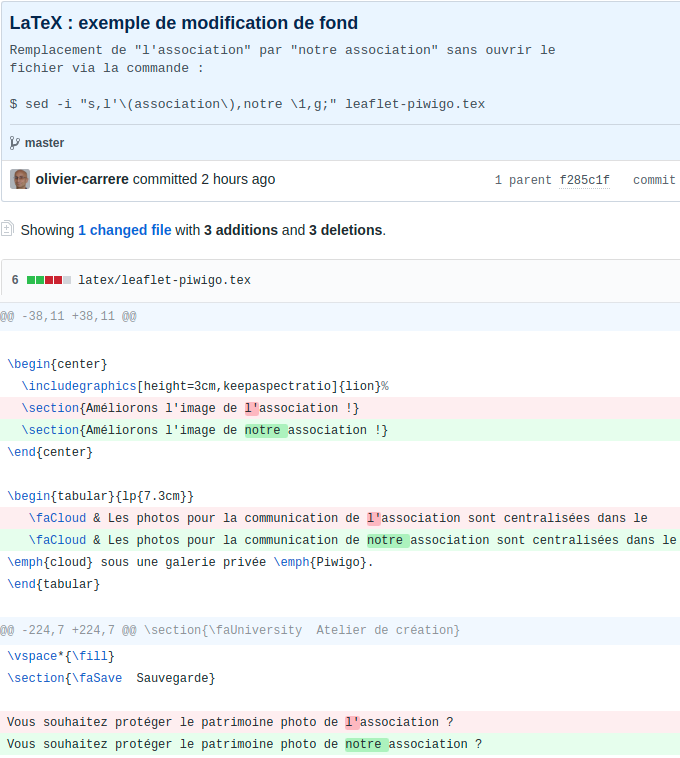 LaTeX : exemple de modification de fond
Remplacement de "l'association" par "notre association" sans ouvrir le
fichier via la commande :
$ sed -i "s,l'\(association\),notre \1,g;" leaflet-piwigo.tex
master
olivier-carrere committed 2 hours ago 1 parent f285c1f commit
Showing 1 changed file with 3 additions and 3 deletions.
6 latex/leaflet-piwigo.tex
@@ -38,11 +38,11 @@
\begin{center}
\includegraphics[height=3cm,keepaspectratio]{lion}%
\section{Améliorons l'image de l'association !}
\section{Améliorons l'image de notre association !}
\end{center}
\begin{tabular}{lp{7.3cm}}
\faCloud & Les photos pour la communication de l'association sont centralisées dans le
\faCloud & Les photos pour la communication de notre association sont centralisées dans le
\emph{cloud} sous une galerie privée \emph{Piwigo}.
\end{tabular}
@@ -224,7 +224,7 @@ \section{\faUniversity  Atelier de création}
\vspace*{\fill}
\section{\faSave  Sauvegarde}
Vous souhaitez protéger le patrimoine photo de l'association ?
Vous souhaitez protéger le patrimoine photo de notre association ?